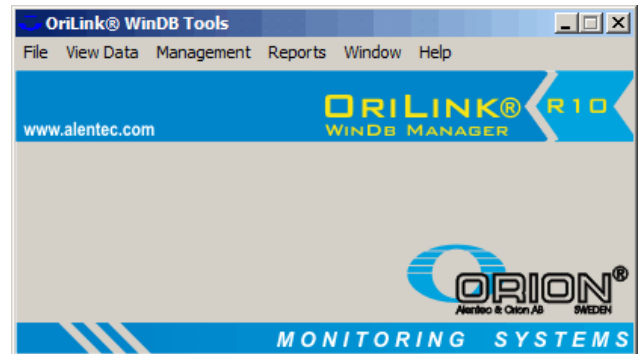 OriLink® WinDB Tools
File View Data Management Reports Window Help
ORILINK® R10
www.alentec.com WINDB MANAGER
ORION®
Alentec & Orion AB SWEDEN
MONITORING SYSTEMS